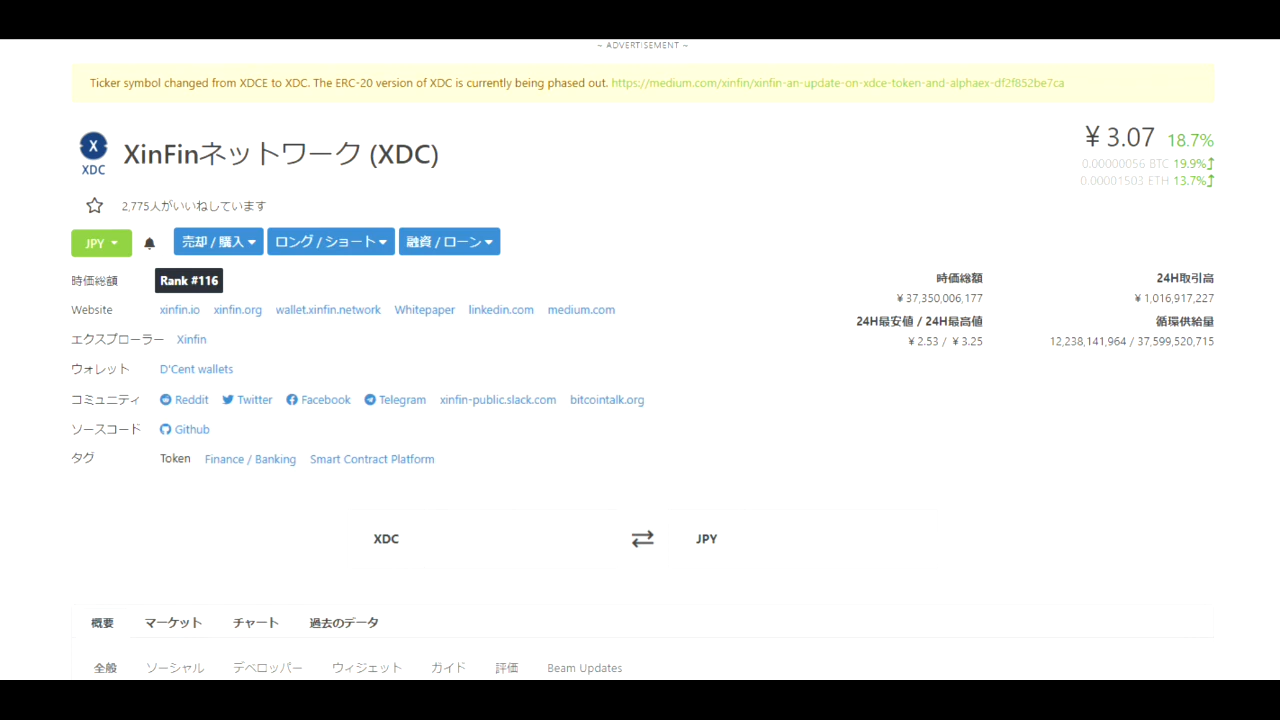 ~ ADVERTISEMENT ~
Ticker symbol changed from XDCE to XDC. The ERC-20 version of XDC is currently being phased out. https://medium.com/xinfin/xinfin-an-update-on-xdce-token-and-alphaex-df2f852be7ca
X
XDC
XinFinネットワーク (XDC)
¥ 3.07 18.7%
0.00000056 BTC 19.9%
0.00001503 ETH 13.7%
2,775人がいいねしています
JPY 売却 / 購入 ロング / ショート 融資 / ローン
時価総額 Rank #116
Website xinfin.io xinfin.org wallet.xinfin.network Whitepaper linkedin.com medium.com
エクスプローラー Xinfin
ウォレット D'Cent wallets
コミュニティ Reddit Twitter Facebook Telegram xinfin-public.slack.com bitcointalk.org
ソースコード Github
タグ Token Finance / Banking Smart Contract Platform
時価総額 24H取引高
¥ 37,350,006,177 ¥ 1,016,917,227
24H最安値 / 24H最高値 循環供給量
¥ 2.53 / ¥ 3.25 12,238,141,964 / 37,599,520,715
XDC JPY
概要 マーケット チャート 過去のデータ
全般 ソーシャル デベロッパー ウィジェット ガイド 評価 Beam Updates